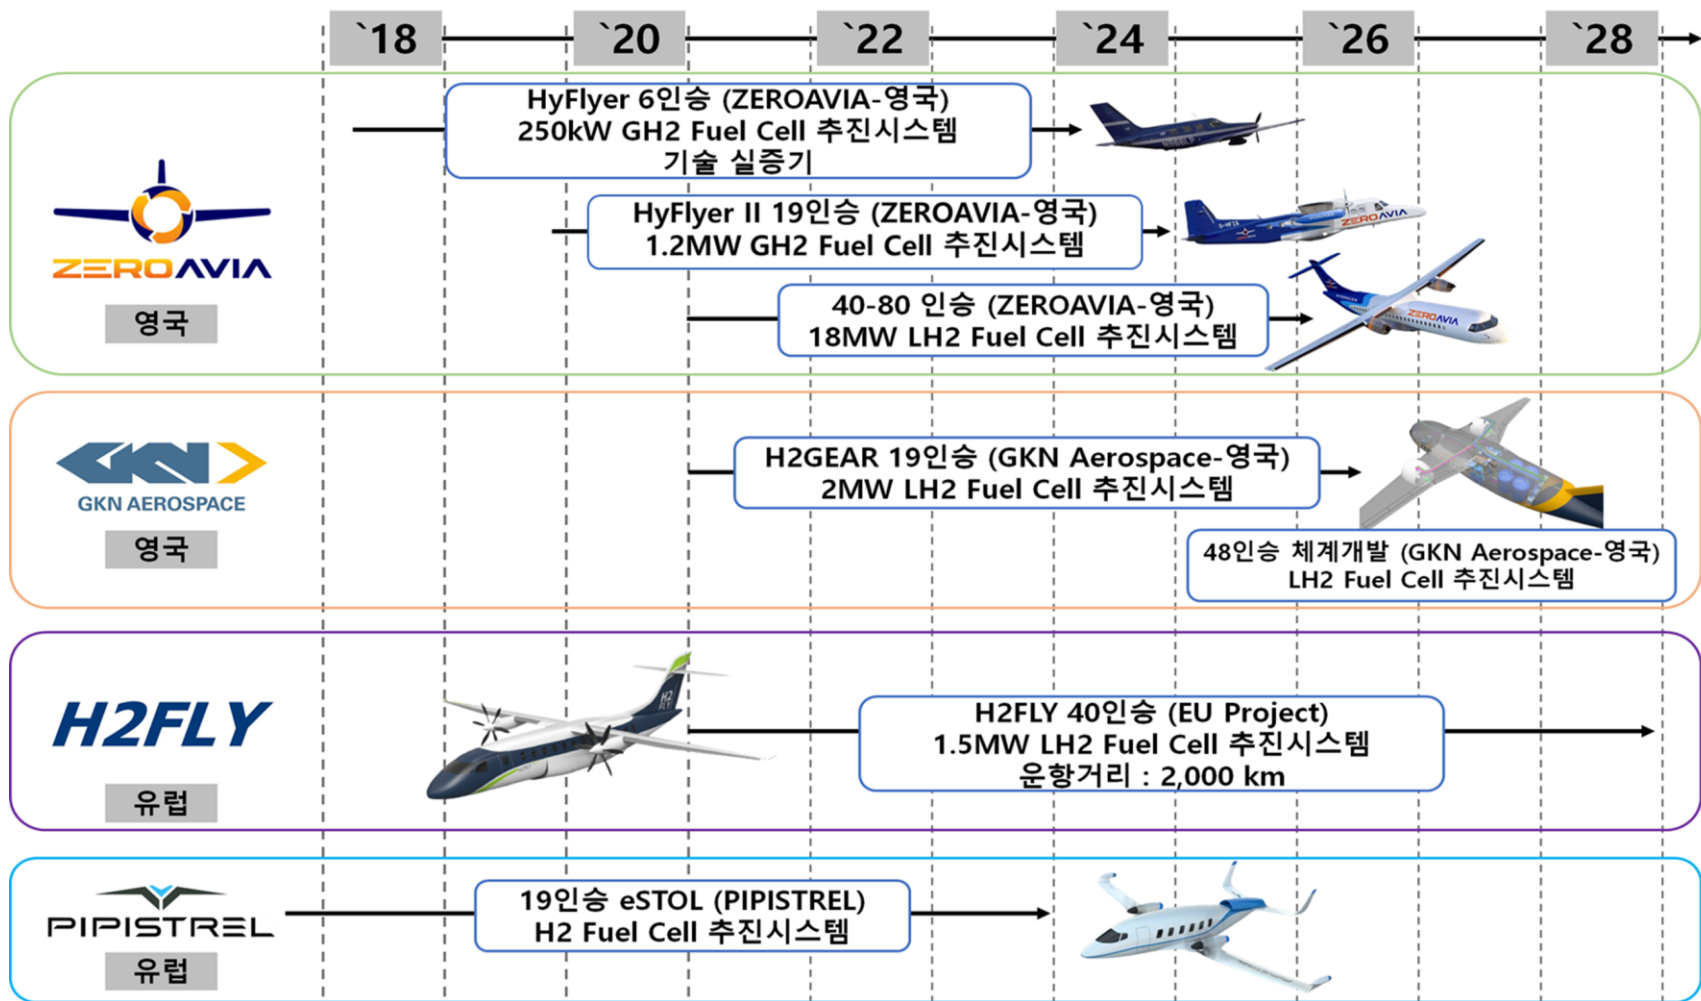 `18
`20
`22
`24
`26
`28
HyFlyer 6인승 (ZEROAVIA-영국)
250kW GH2 Fuel Cell 추진시스템
기술 실증기
HyFlyer II 19인승 (ZEROAVIA-영국)
1.2MW GH2 Fuel Cell 추진시스템
ZEROAVIA
ZEROAVIA
영국
40-80 인승 (ZEROAVIA-영국)
18MW LH2 Fuel Cell 추진시스템
ZEROAVIA
GKN
GKN AEROSPACE
영국
H2GEAR 19인승 (GKN Aerospace-영국)
2MW LH2 Fuel Cell 추진시스템
48인승 체계개발 (GKN Aerospace-영국)
LH2 Fuel Cell 추진시스템
H2FLY
유럽
H2
FLY
H2FLY 40인승 (EU Project)
1.5MW LH2 Fuel Cell 추진시스템
운항거리 : 2,000 km
PIPISTREL
유럽
19인승 eSTOL (PIPISTREL)
H2 Fuel Cell 추진시스템